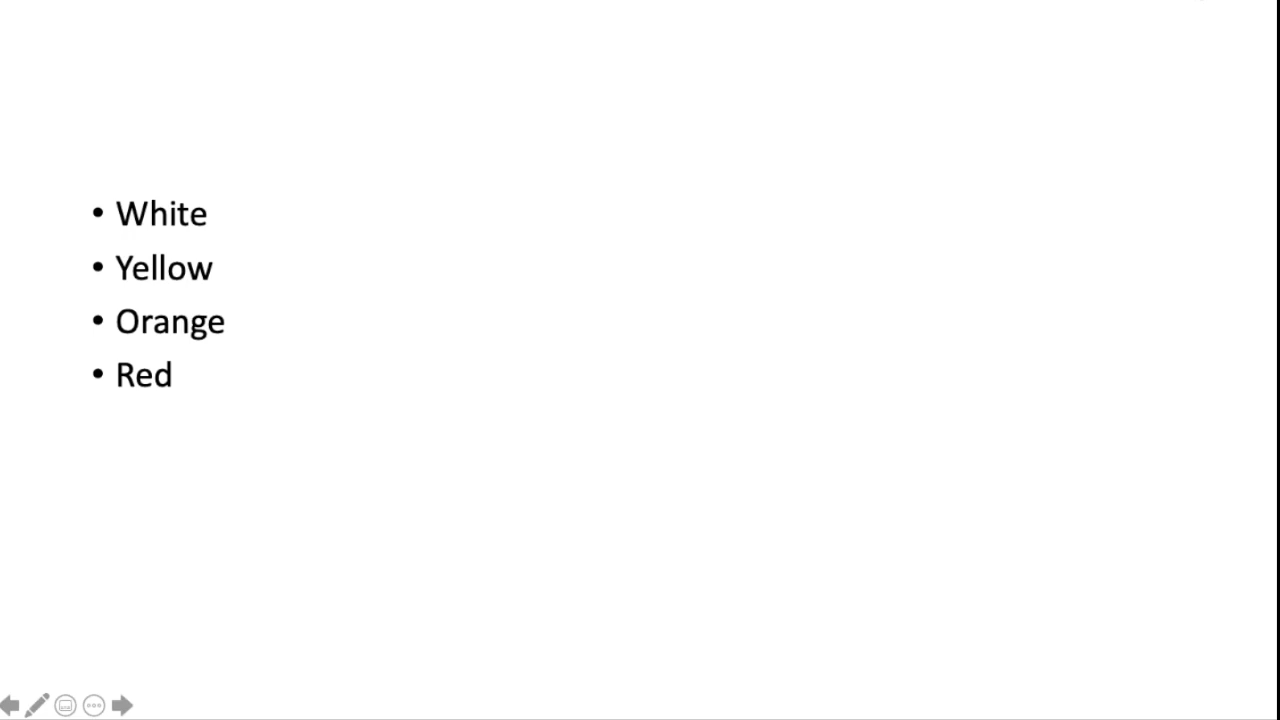 • White
• Yellow
• Orange
• Red